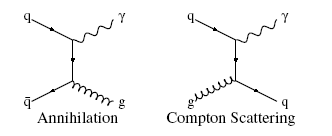 q γ q γ
q̄ g g q
Annihilation Compton Scattering